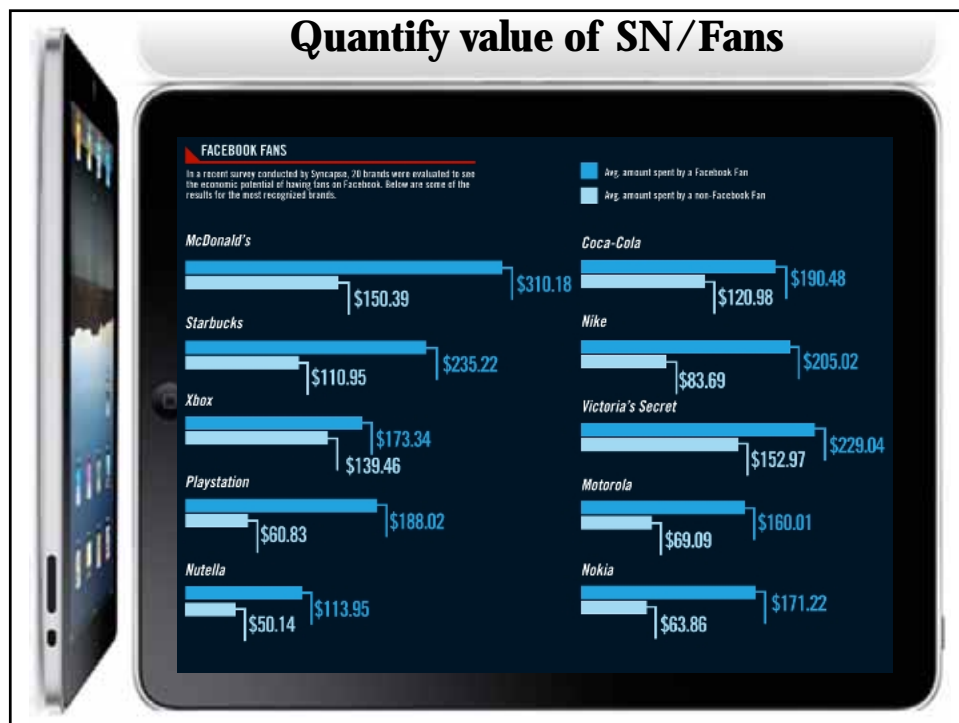 Quantify value of SN/Fans
FACEBOOK FANS
In a recent survey conducted by Syncapse, 20 brands were evaluated to see
the economic potential of having fans on Facebook. Below are some of the
results for the most recognized brands.
Avg. amount spent by a Facebook Fan
Avg. amount spent by a non-Facebook Fan
McDonald's
$310.18
$150.39
Starbucks
$235.22
$110.95
Xbox
$173.34
$139.46
Playstation
$188.02
$60.83
Nutella
$113.95
$50.14
Coca-Cola
$190.48
$120.98
Nike
$205.02
$83.69
Victoria's Secret
$229.04
$152.97
Motorola
$160.01
$69.09
Nokia
$171.22
$63.86